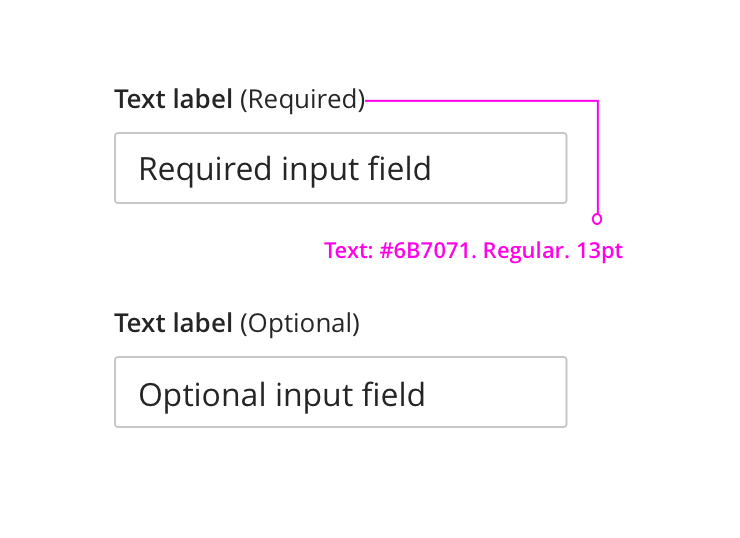 Text label (Required)
Required input field
Text: #6B7071. Regular. 13pt
Text label (Optional)
Optional input field